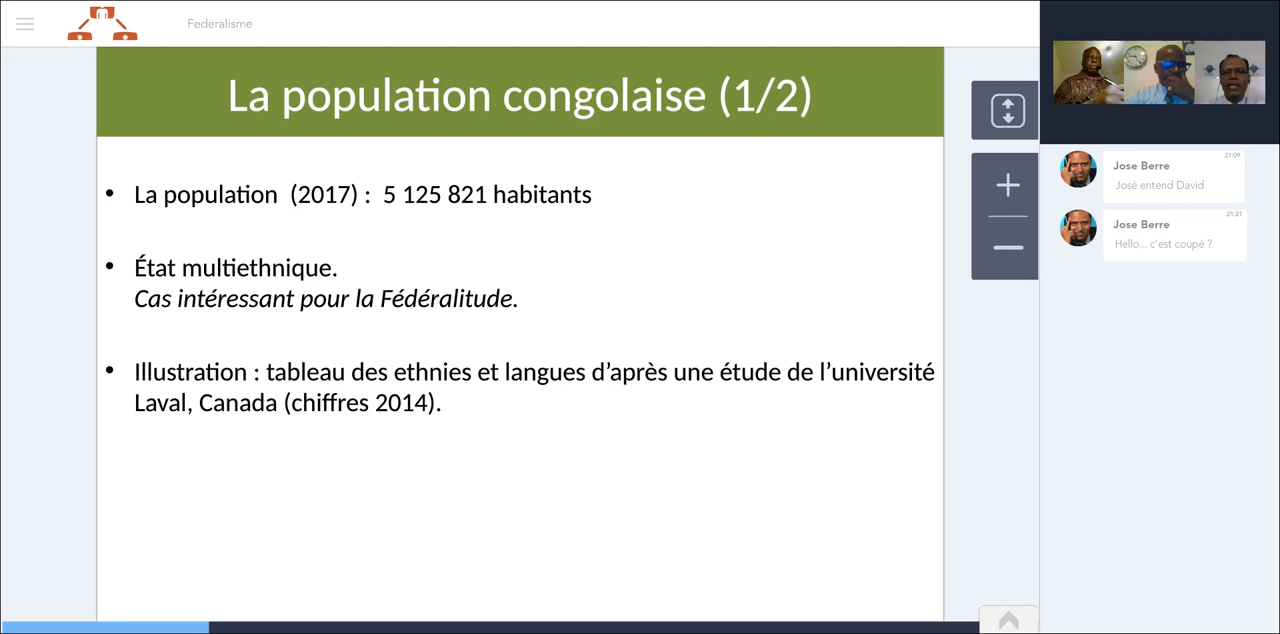 Federalisme
La population congolaise (1/2)
• La population (2017) : 5 125 821 habitants
• État multiethnique.
Cas intéressant pour la Fédéralitude.
• Illustration : tableau des ethnies et langues d’après une étude de l’université
Laval, Canada (chiffres 2014).
21:09
Jose Berre
José entend David
21:21
Jose Berre
Hello... c'est coupé ?